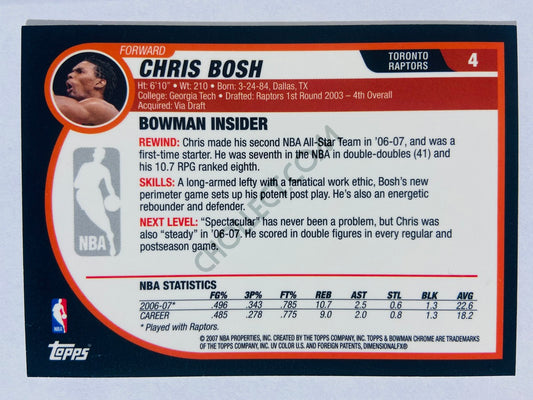 FORWARD
CHRIS BOSH
TORONTO
RAPTORS
4
Ht: 6'10" • Wt: 210 • Born: 3-24-84, Dallas, TX
College: Georgia Tech • Drafted: Raptors 1st Round 2003 – 4th Overall
Acquired: Via Draft
BOWMAN INSIDER
REWIND: Chris made his second NBA All-Star Team in '06-07, and was a
first-time starter. He was seventh in the NBA in double-doubles (41) and
his 10.7 RPG ranked eighth.
SKILLS: A long-armed lefty with a fanatical work ethic, Bosh's new
perimeter game sets up his potent post play. He's also an energetic
rebounder and defender.
NEXT LEVEL: "Spectacular" has never been a problem, but Chris was
also "steady" in '06-07. He scored in double figures in every regular and
postseason game.
NBA
NBA STATISTICS
FG% 3P% FT% REB AST STL BLK AVG
2006-07* .496 .343 .785 10.7 2.5 0.6 1.3 22.6
CAREER .485 .278 .775 9.0 2.0 0.8 1.3 18.2
* Played with Raptors.
NBA
Topps
© 2007 NBA PROPERTIES, INC. CREATED BY THE TOPPS COMPANY, INC. TOPPS & BOWMAN CHROME ARE TRADEMARKS
OF THE TOPPS COMPANY, INC. UV COLOR U.S. AND FOREIGN PATENTS, DIMENSIONALFX®